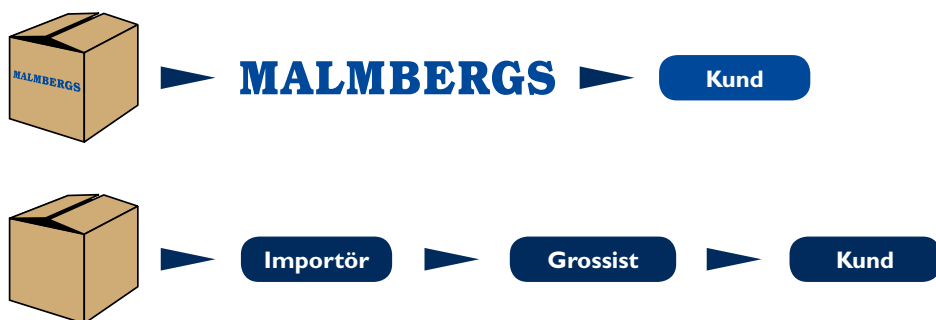 MALMBERGS
MALMBERGS
Kund
Importör
Grossist
Kund